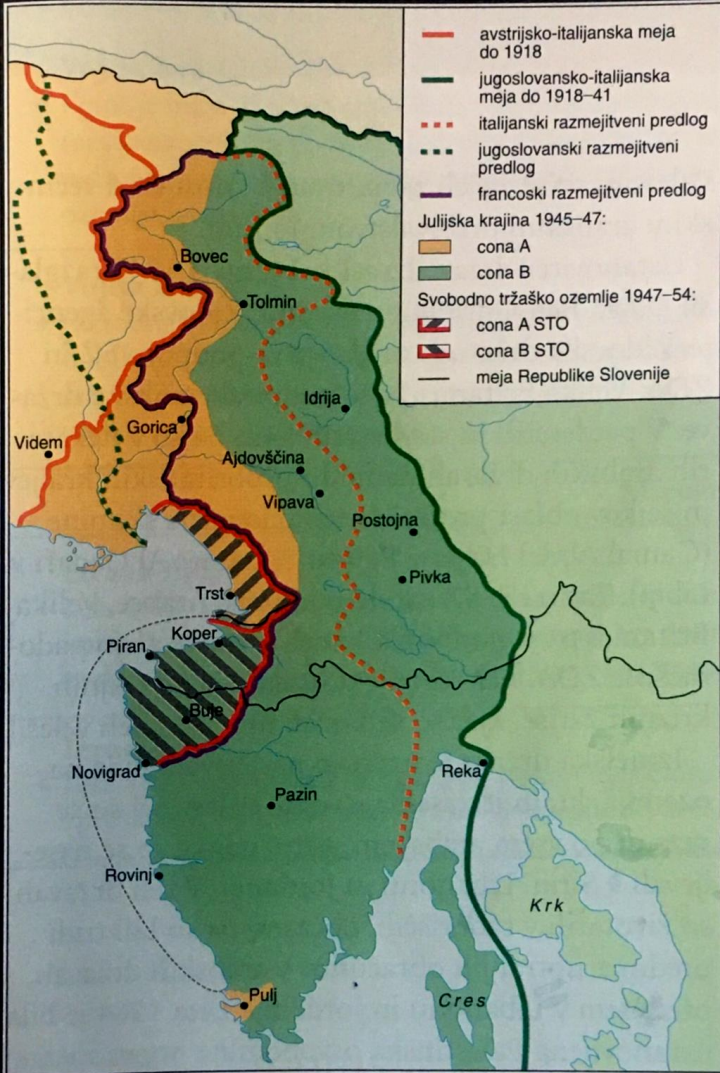 avstrijsko-italijanska meja
do 1918
jugoslovansko-italijanska
meja do 1918–41
italijanski razmejitveni predlog
jugoslovanski razmejitveni
predlog
francoski razmejitveni predlog
Julijska krajina 1945-47:
cona A
cona B
Svobodno tržaško ozemlje 1947-54:
cona A STO
cona B STO
meja Republike Slovenije
Bovec
Tolmin
Idrija
Gorica
Videm
Ajdovščina
Vipava
Postojna
Pivka
Trst
Koper
Piran
Buje
Novigrad
Reka
Pazin
Rovinj
Krk
Pulj
Cres